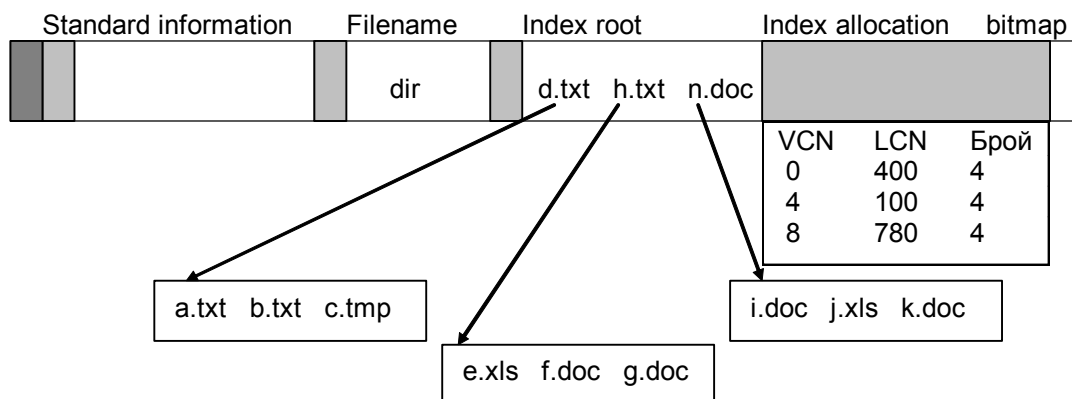 Standard information Filename Index root Index allocation bitmap
dir d.txt h.txt n.doc
VCN LCN Брой
0 400 4
4 100 4
8 780 4
a.txt b.txt c.tmp
i.doc j.xls k.doc
e.xls f.doc g.doc